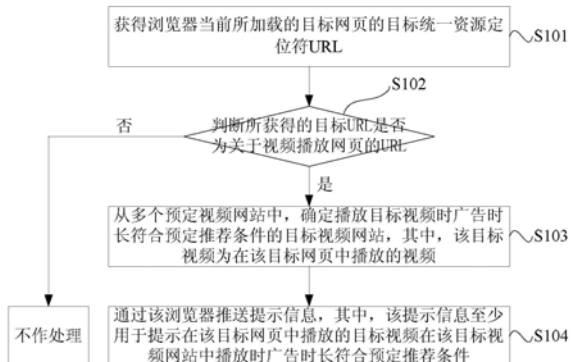 获得浏览器当前所加载的目标网页的目标统一资源定
位符URL
S101
S102
判断所获得的目标URL是否
为关于视频播放网页的URL
否
是
从多个预定视频网站中，确定播放目标视频时广告时
长符合预定推荐条件的目标视频网站，其中，该目标
视频为在该目标网页中播放的视频
S103
不作处理
通过该浏览器推送提示信息，其中，该提示信息至少
用于提示在该目标网页中播放的目标视频在该目标视
频网站中播放时广告时长符合预定推荐条件
S104